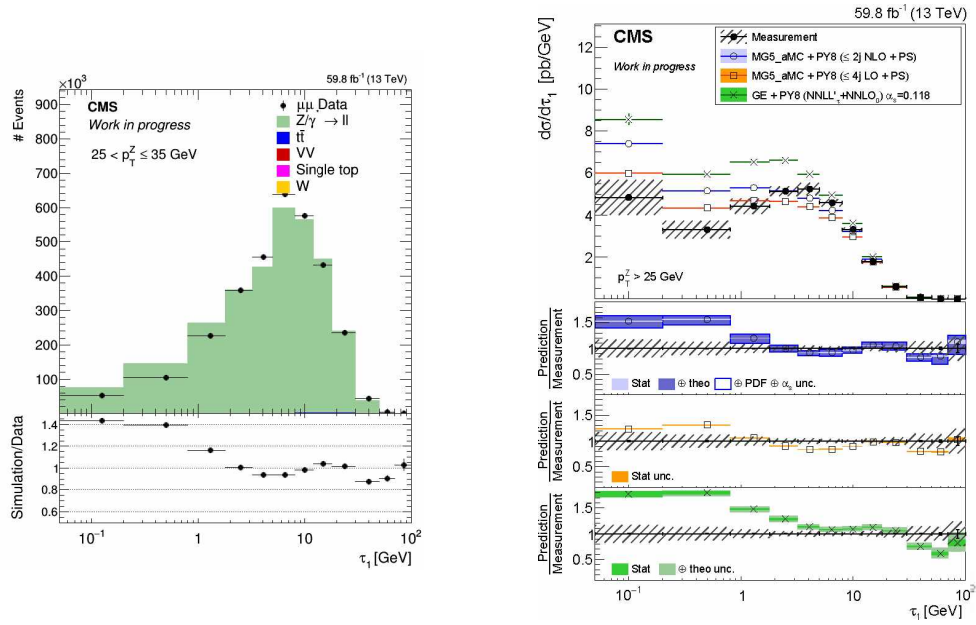 59.8 fb⁻¹ (13 TeV)
×10³
# Events
900
800
700
600
500
400
300
200
100
CMS
Work in progress
25 < p_T^Z ≤ 35 GeV
μμ Data
Z/γ → ll
tt̄
VV
Single top
W
Simulation/Data
1.4
1.2
1.0
0.8
0.6
10⁻¹
1
10
10²
τ₁ [GeV]
59.8 fb⁻¹ (13 TeV)
dσ/dτ₁ [pb/GeV]
12
10
8
6
4
2
CMS
Work in progress
Measurement
MG5_aMC + PY8 (≤ 2j NLO + PS)
MG5_aMC + PY8 (≤ 4j LO + PS)
GE + PY8 (NNLL'_τ+NNLO₀) α_s=0.118
p_T^Z > 25 GeV
Prediction
Measurement
1.5
1
0.5
Stat
⊕ theo
⊕ PDF ⊕ α_s unc.
Prediction
Measurement
1.5
1
0.5
Stat unc.
Prediction
Measurement
1.5
1
0.5
Stat
⊕ theo unc.
10⁻¹
1
10
10²
τ₁ [GeV]